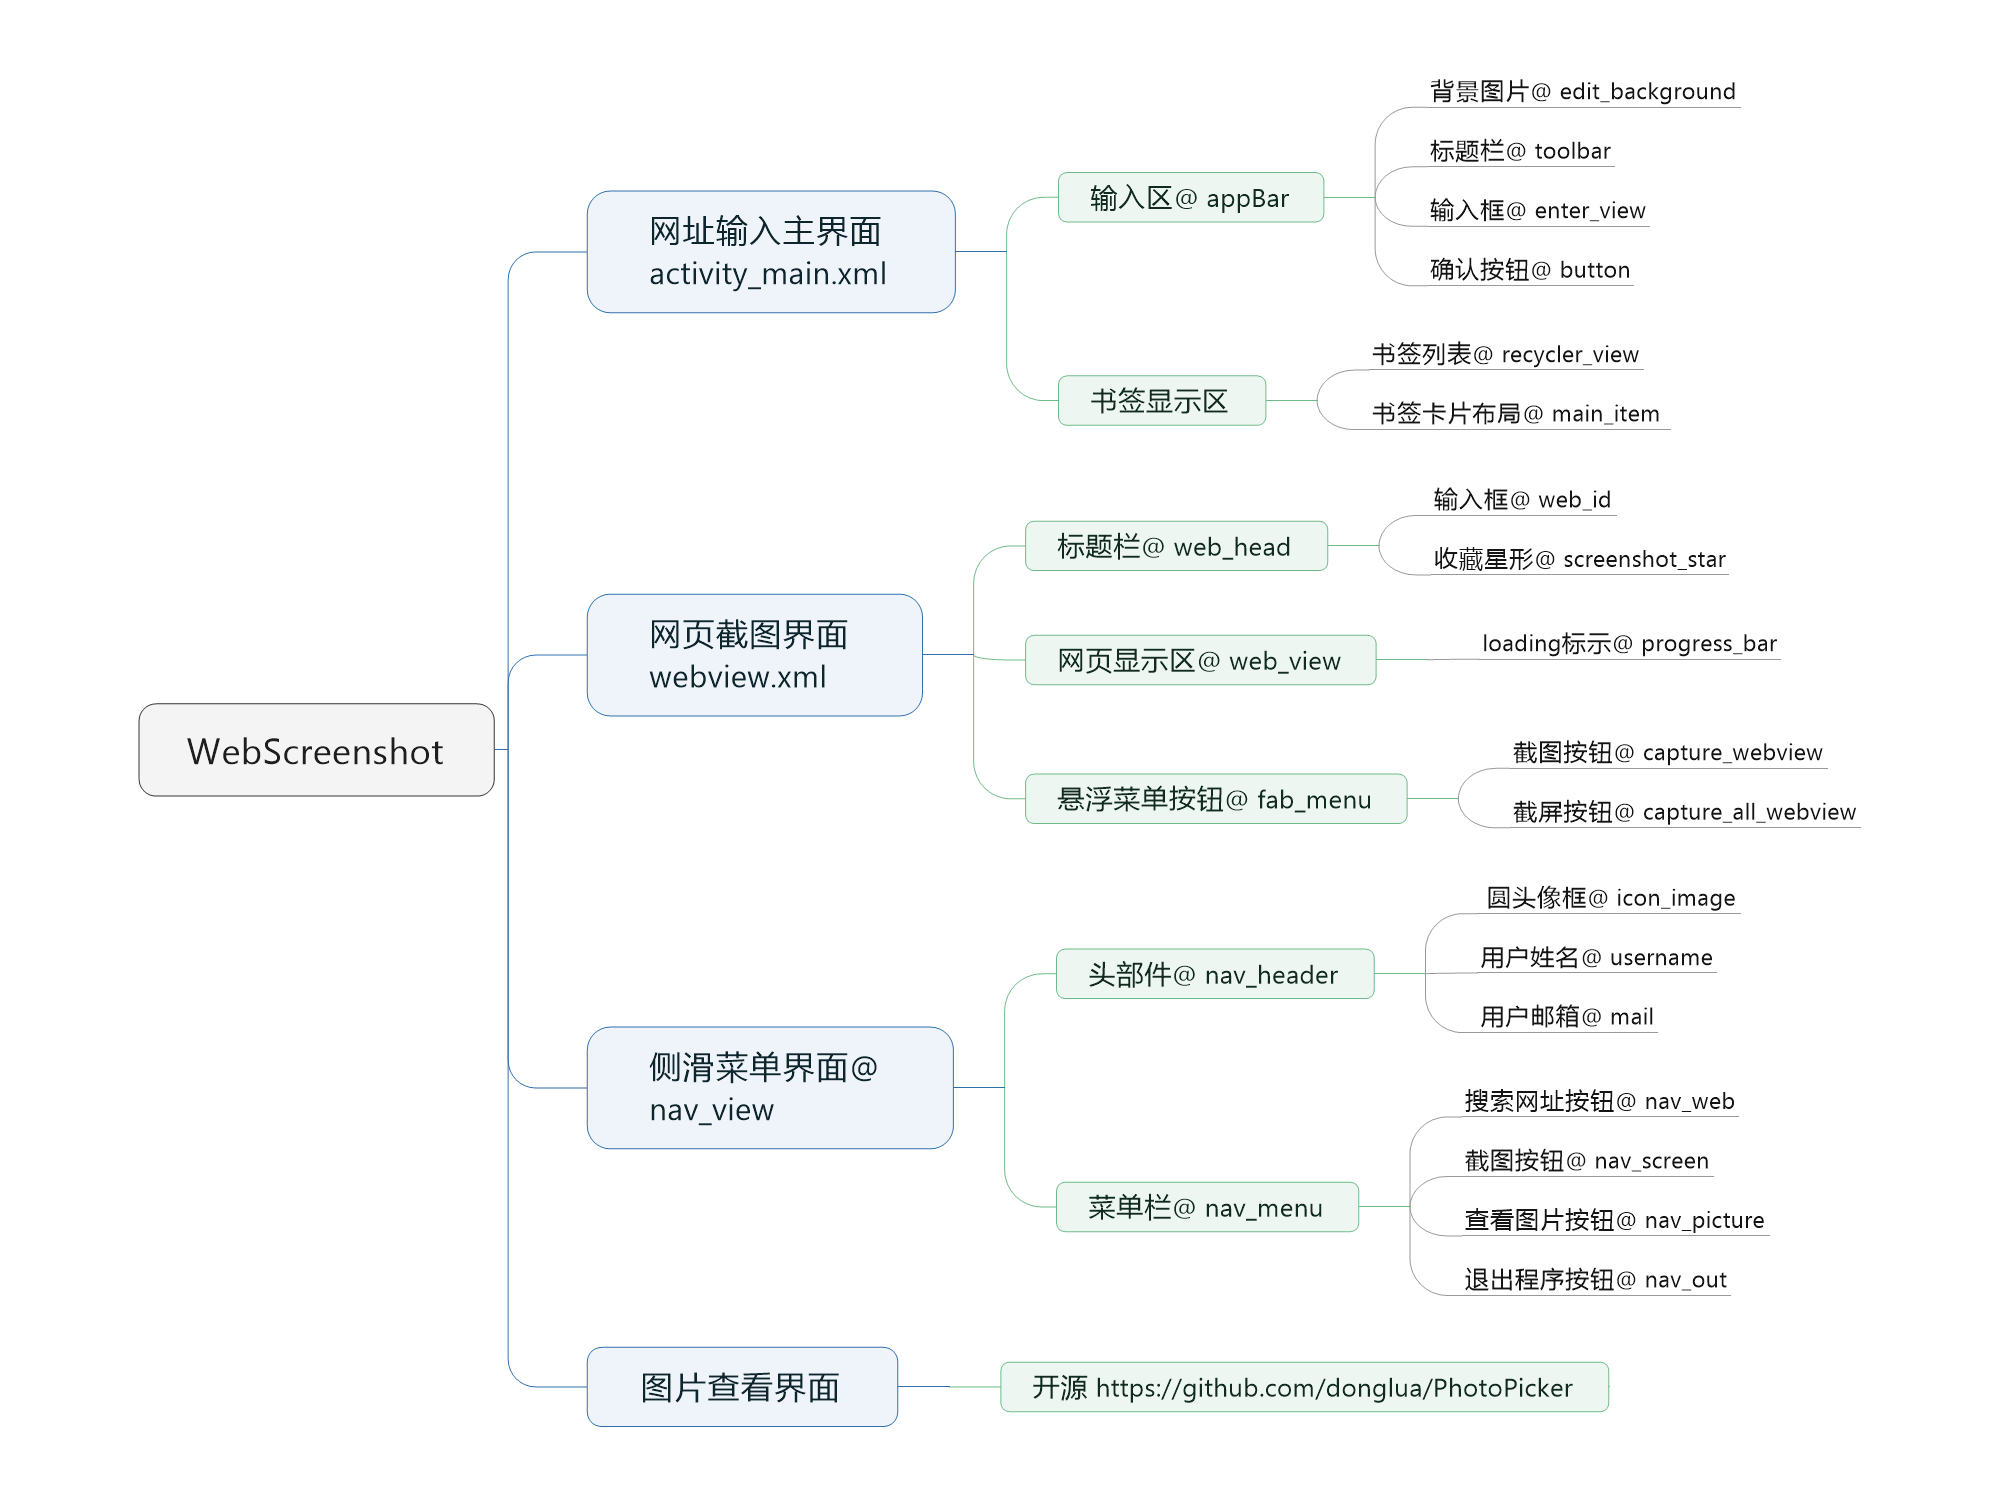 WebScreenshot
网址输入主界面
activity_main.xml
输入区@ appBar
背景图片@ edit_background
标题栏@ toolbar
输入框@ enter_view
确认按钮@ button
书签显示区
书签列表@ recycler_view
书签卡片布局@ main_item
网页截图界面
webview.xml
标题栏@ web_head
输入框@ web_id
收藏星形@ screenshot_star
网页显示区@ web_view
loading标示@ progress_bar
悬浮菜单按钮@ fab_menu
截图按钮@ capture_webview
截屏按钮@ capture_all_webview
侧滑菜单界面@
nav_view
头部件@ nav_header
圆头像框@ icon_image
用户姓名@ username
用户邮箱@ mail
菜单栏@ nav_menu
搜索网址按钮@ nav_web
截图按钮@ nav_screen
查看图片按钮@ nav_picture
退出程序按钮@ nav_out
图片查看界面
开源 https://github.com/donglua/PhotoPicker